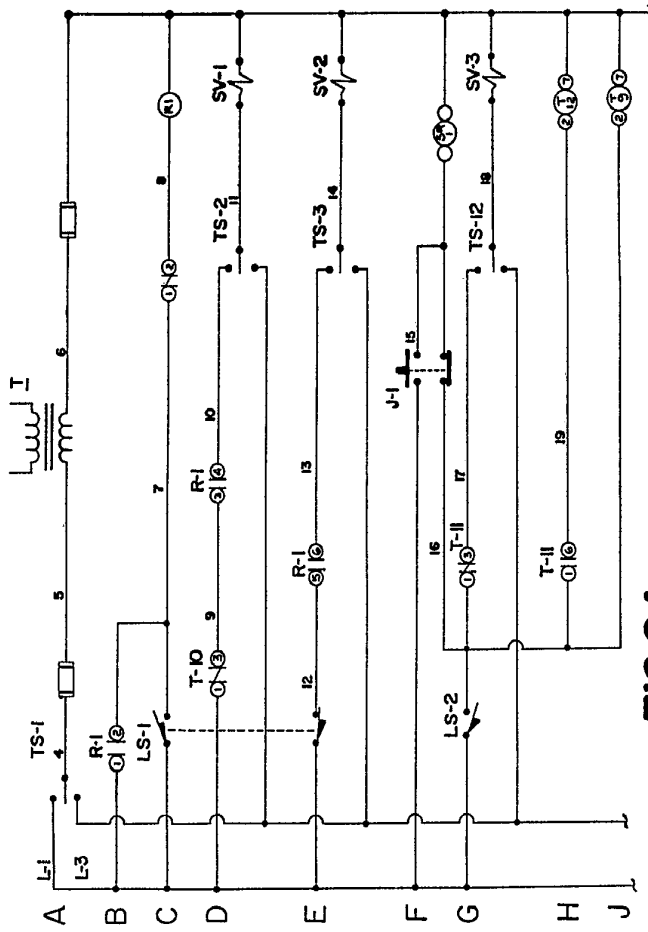 A
L-1
L-3
TS-1
4
5
T
6
B
R-1
1 2
C
LS-1
7
1 2
8
R1
D
T-10
1 3
9
R-1
3 4
10
TS-2
11
SV-1
E
12
R-1
5 6
13
TS-3
14
SV-2
F
J-1
15
16
SR
1
G
LS-2
T-11
1 3
17
TS-12
18
SV-3
H
T-11
1 6
19
2 T 7
12
J
2 T 7
9